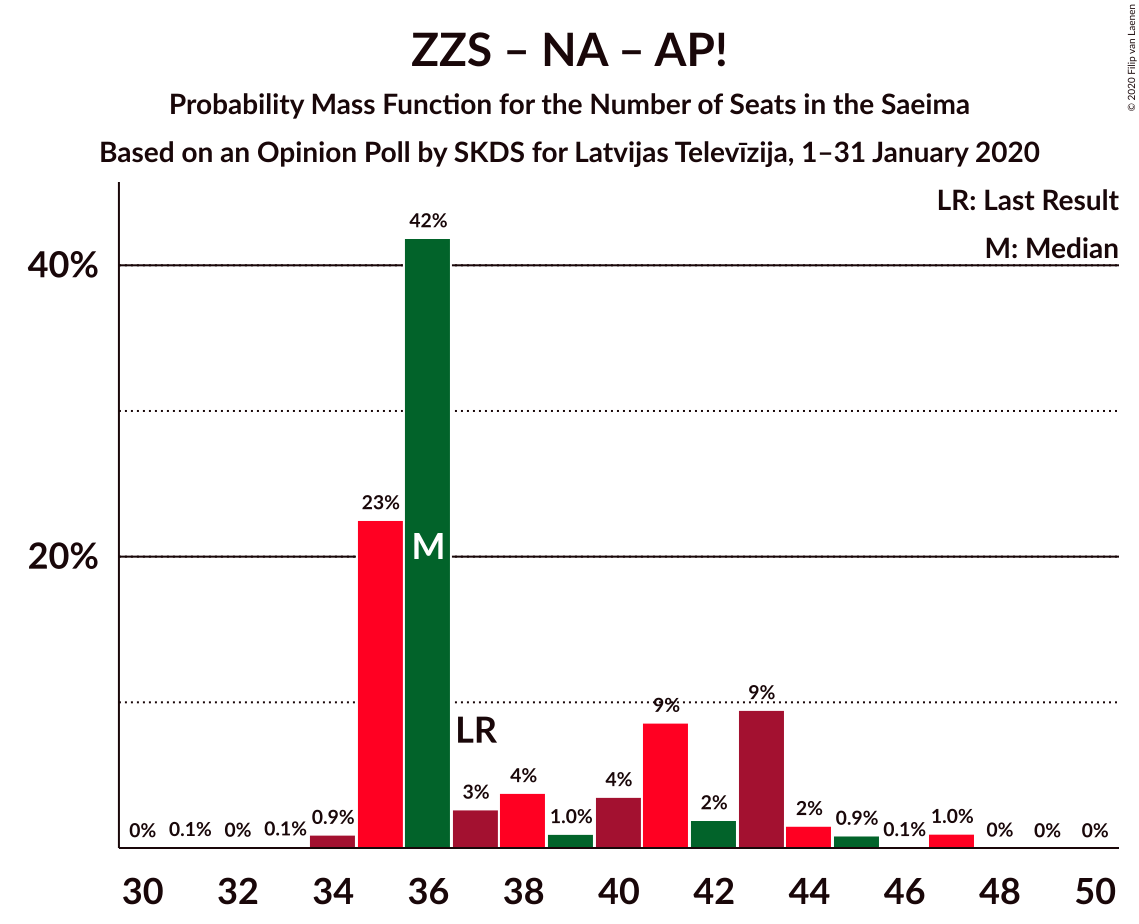 ZZS – NA – AP!
Probability Mass Function for the Number of Seats in the Saeima
Based on an Opinion Poll by SKDS for Latvijas Televīzija, 1–31 January 2020
© 2020 Filip van Laenen
LR: Last Result
M: Median
40%
20%
0%
0.1%
0%
0.1%
0.9%
23%
42%
M
LR
3%
4%
1.0%
4%
9%
2%
9%
2%
0.9%
0.1%
1.0%
0%
0%
0%
30 32 34 36 38 40 42 44 46 48 50